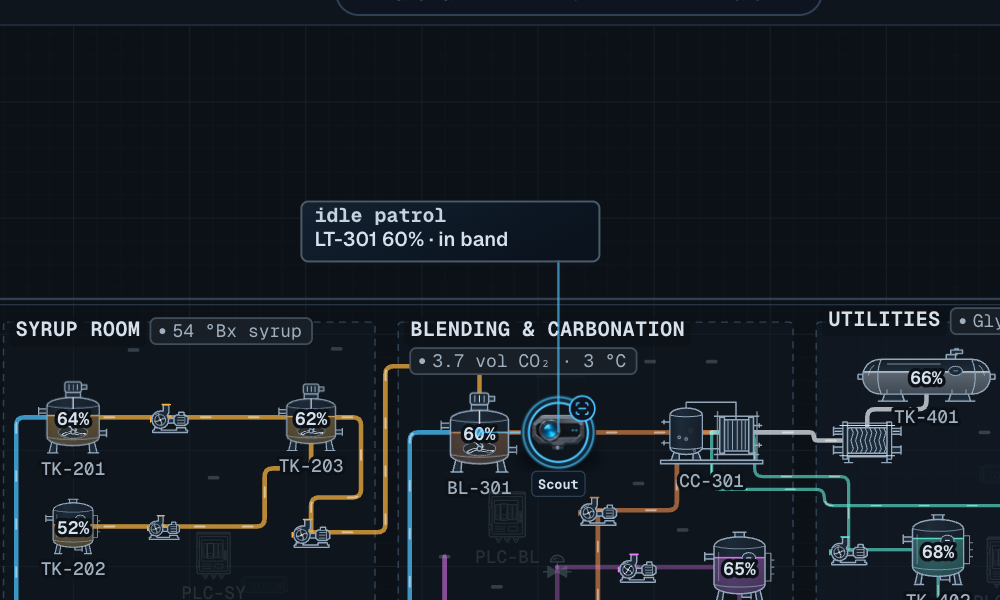 idle patrol
LT-301 60% · in band
SYRUP ROOM
• 54 °Bx syrup
BLENDING & CARBONATION
• 3.7 vol CO₂ · 3 °C
UTILITIES
64%
TK-201
62%
TK-203
52%
TK-202
60%
BL-301
Scout
CC-301
66%
TK-401
68%
65%
PLC-BL
PLC-SY